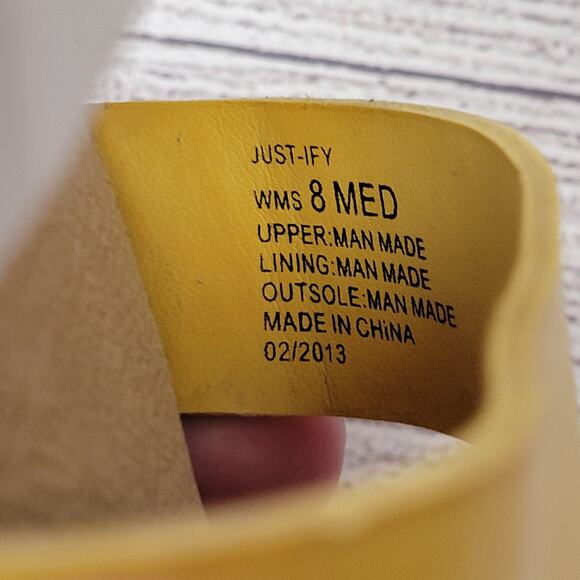 JUST-IFY
WMS 8 MED
UPPER:MAN MADE
LINING:MAN MADE
OUTSOLE:MAN MADE
MADE IN CHiNA
02/2013